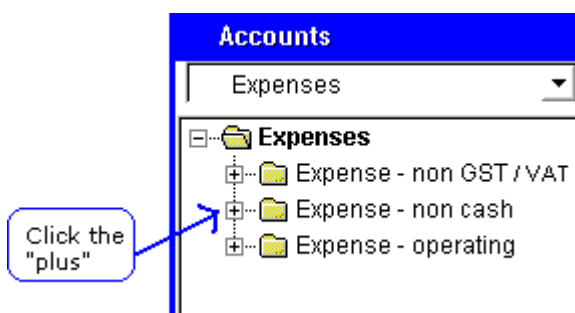 Accounts
Expenses
Expenses
Expense - non GST / VAT
Expense - non cash
Expense - operating
Click the
"plus"